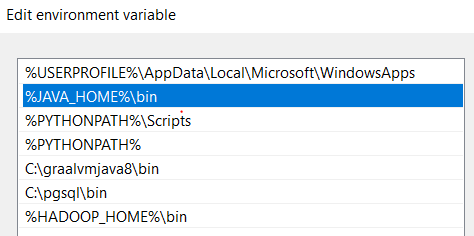 Edit environment variable
%USERPROFILE%\AppData\Local\Microsoft\WindowsApps
%JAVA_HOME%\bin
%PYTHONPATH%\Scripts
%PYTHONPATH%
C:\graalvmjava8\bin
C:\pgsql\bin
%HADOOP_HOME%\bin